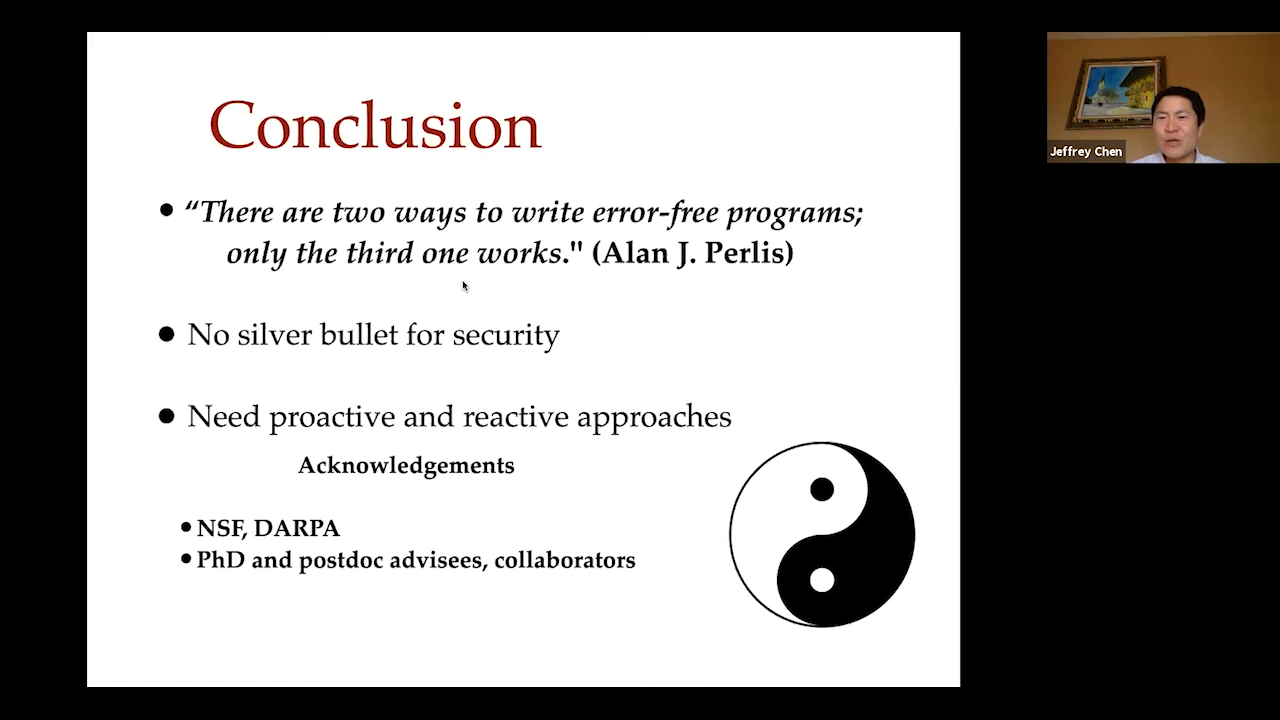 Conclusion
• “There are two ways to write error-free programs;
only the third one works." (Alan J. Perlis)
• No silver bullet for security
• Need proactive and reactive approaches
Acknowledgements
• NSF, DARPA
• PhD and postdoc advisees, collaborators
Jeffrey Chen